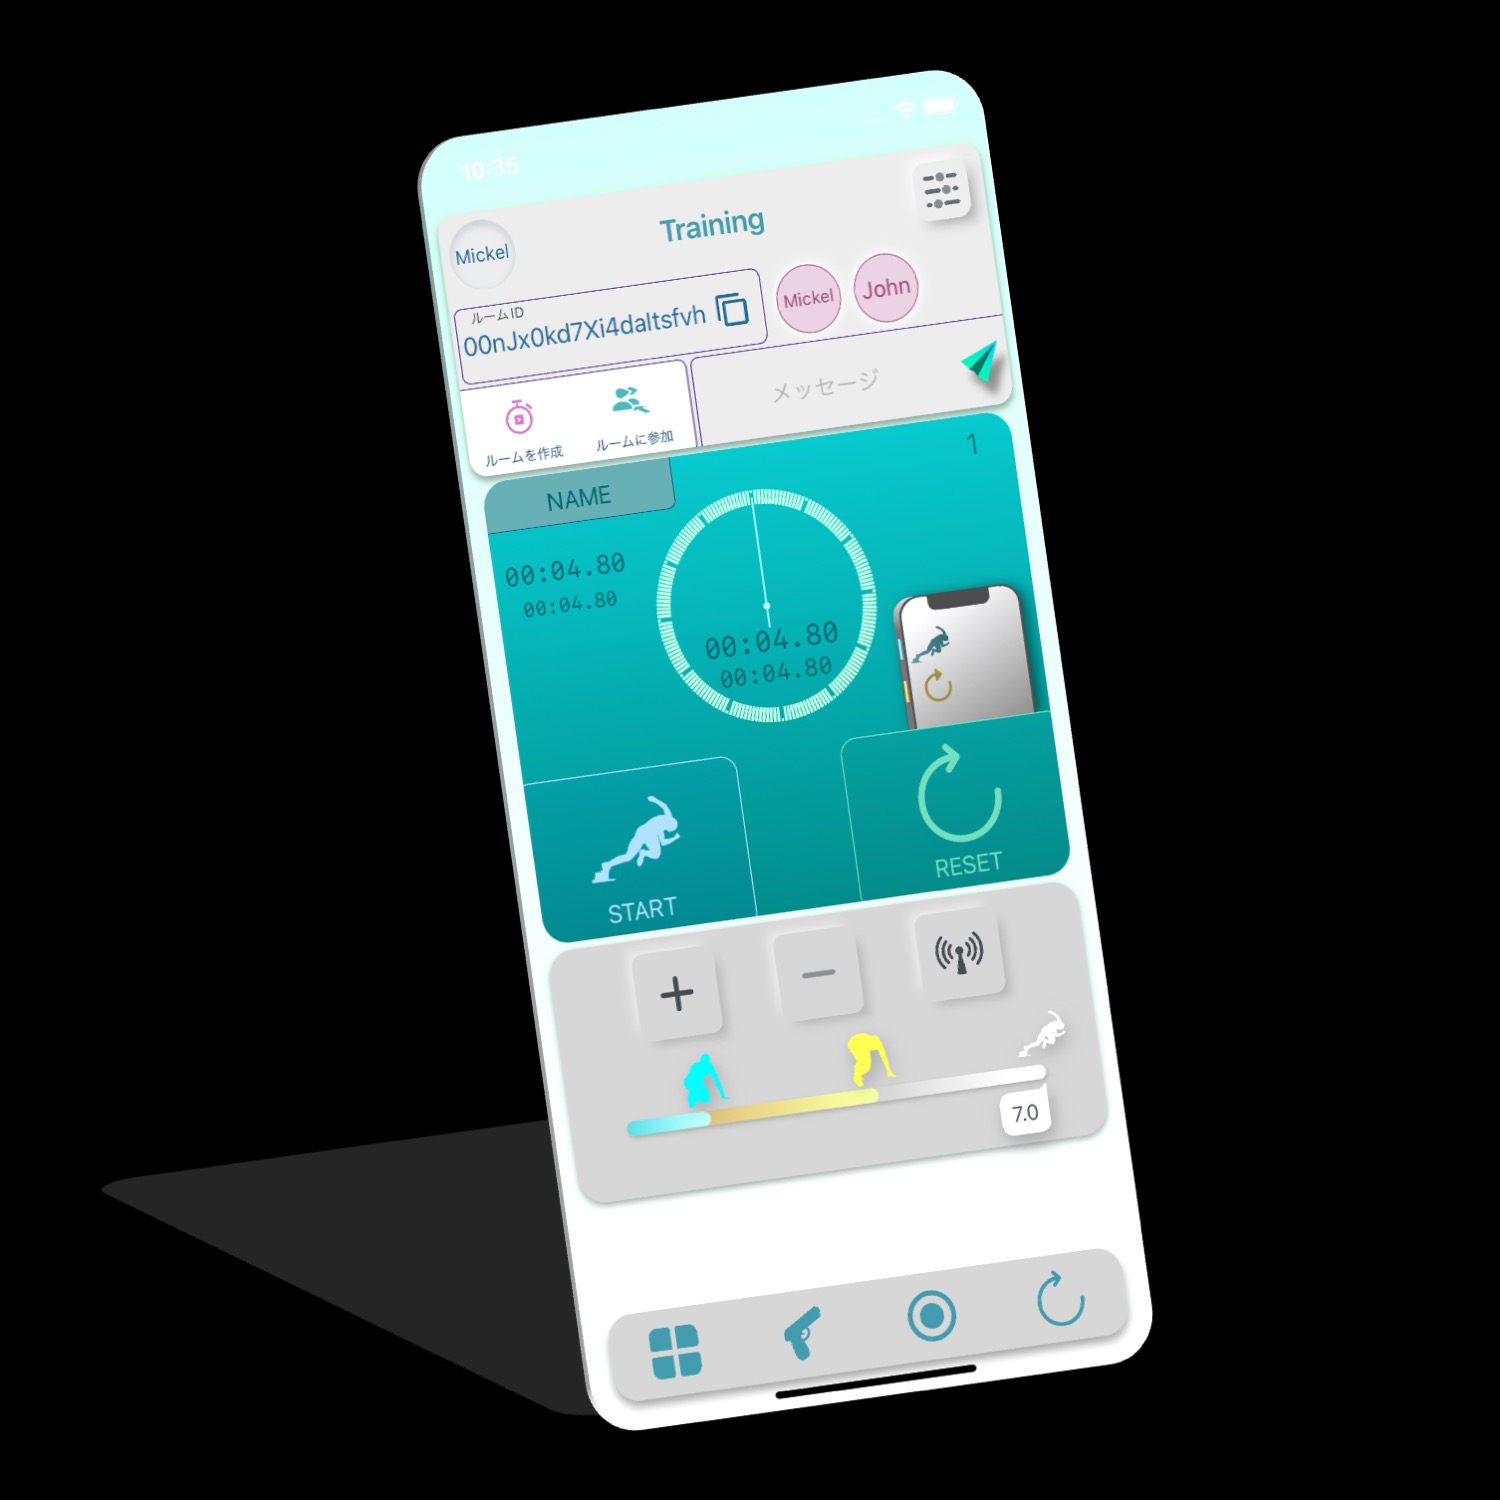 10:35
Training
Mickel
ルームID
00nJx0kd7Xi4daltsfvh
Mickel
John
ルームを作成
ルームに参加
メッセージ
1
NAME
00:04.80
00:04.80
00:04.80
00:04.80
START
RESET
7.0